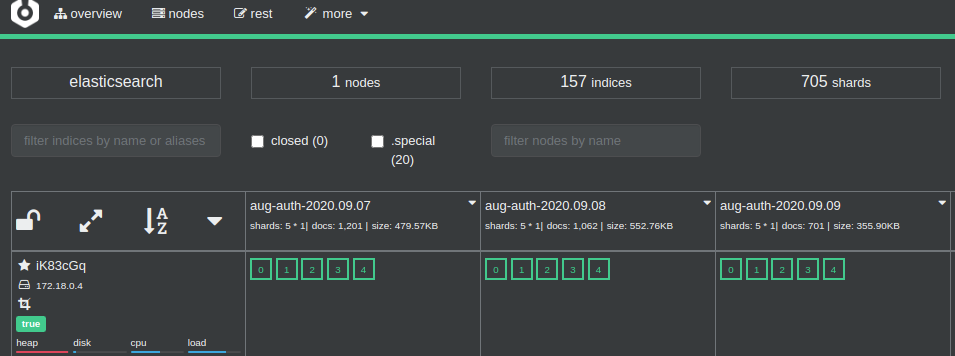 overview nodes rest more
elasticsearch 1 nodes 157 indices 705 shards
filter indices by name or aliases closed (0) .special (20) filter nodes by name
aug-auth-2020.09.07 aug-auth-2020.09.08 aug-auth-2020.09.09
shards: 5 * 1| docs: 1,201 | size: 479.57KB shards: 5 * 1| docs: 1,062 | size: 552.76KB shards: 5 * 1| docs: 701 | size: 355.90KB
A
Z
iK83cGq 0 1 2 3 4 0 1 2 3 4 0 1 2 3 4
172.18.0.4
true
heap disk cpu load